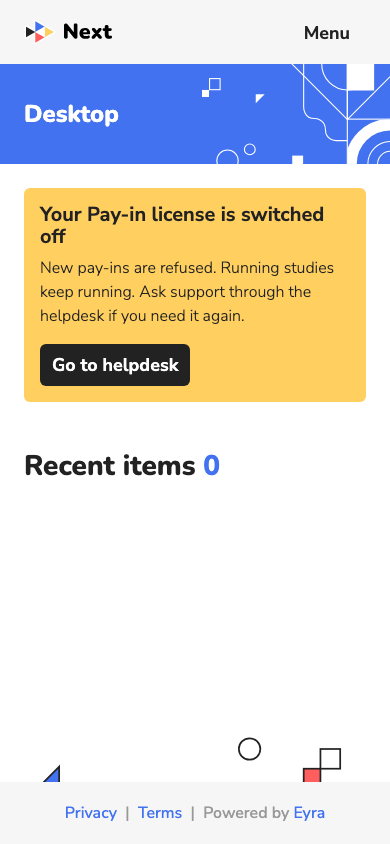 Next
Menu
Desktop
Your Pay-in license is switched
off
New pay-ins are refused. Running studies
keep running. Ask support through the
helpdesk if you need it again.
Go to helpdesk
Recent items 0
Privacy | Terms | Powered by Eyra